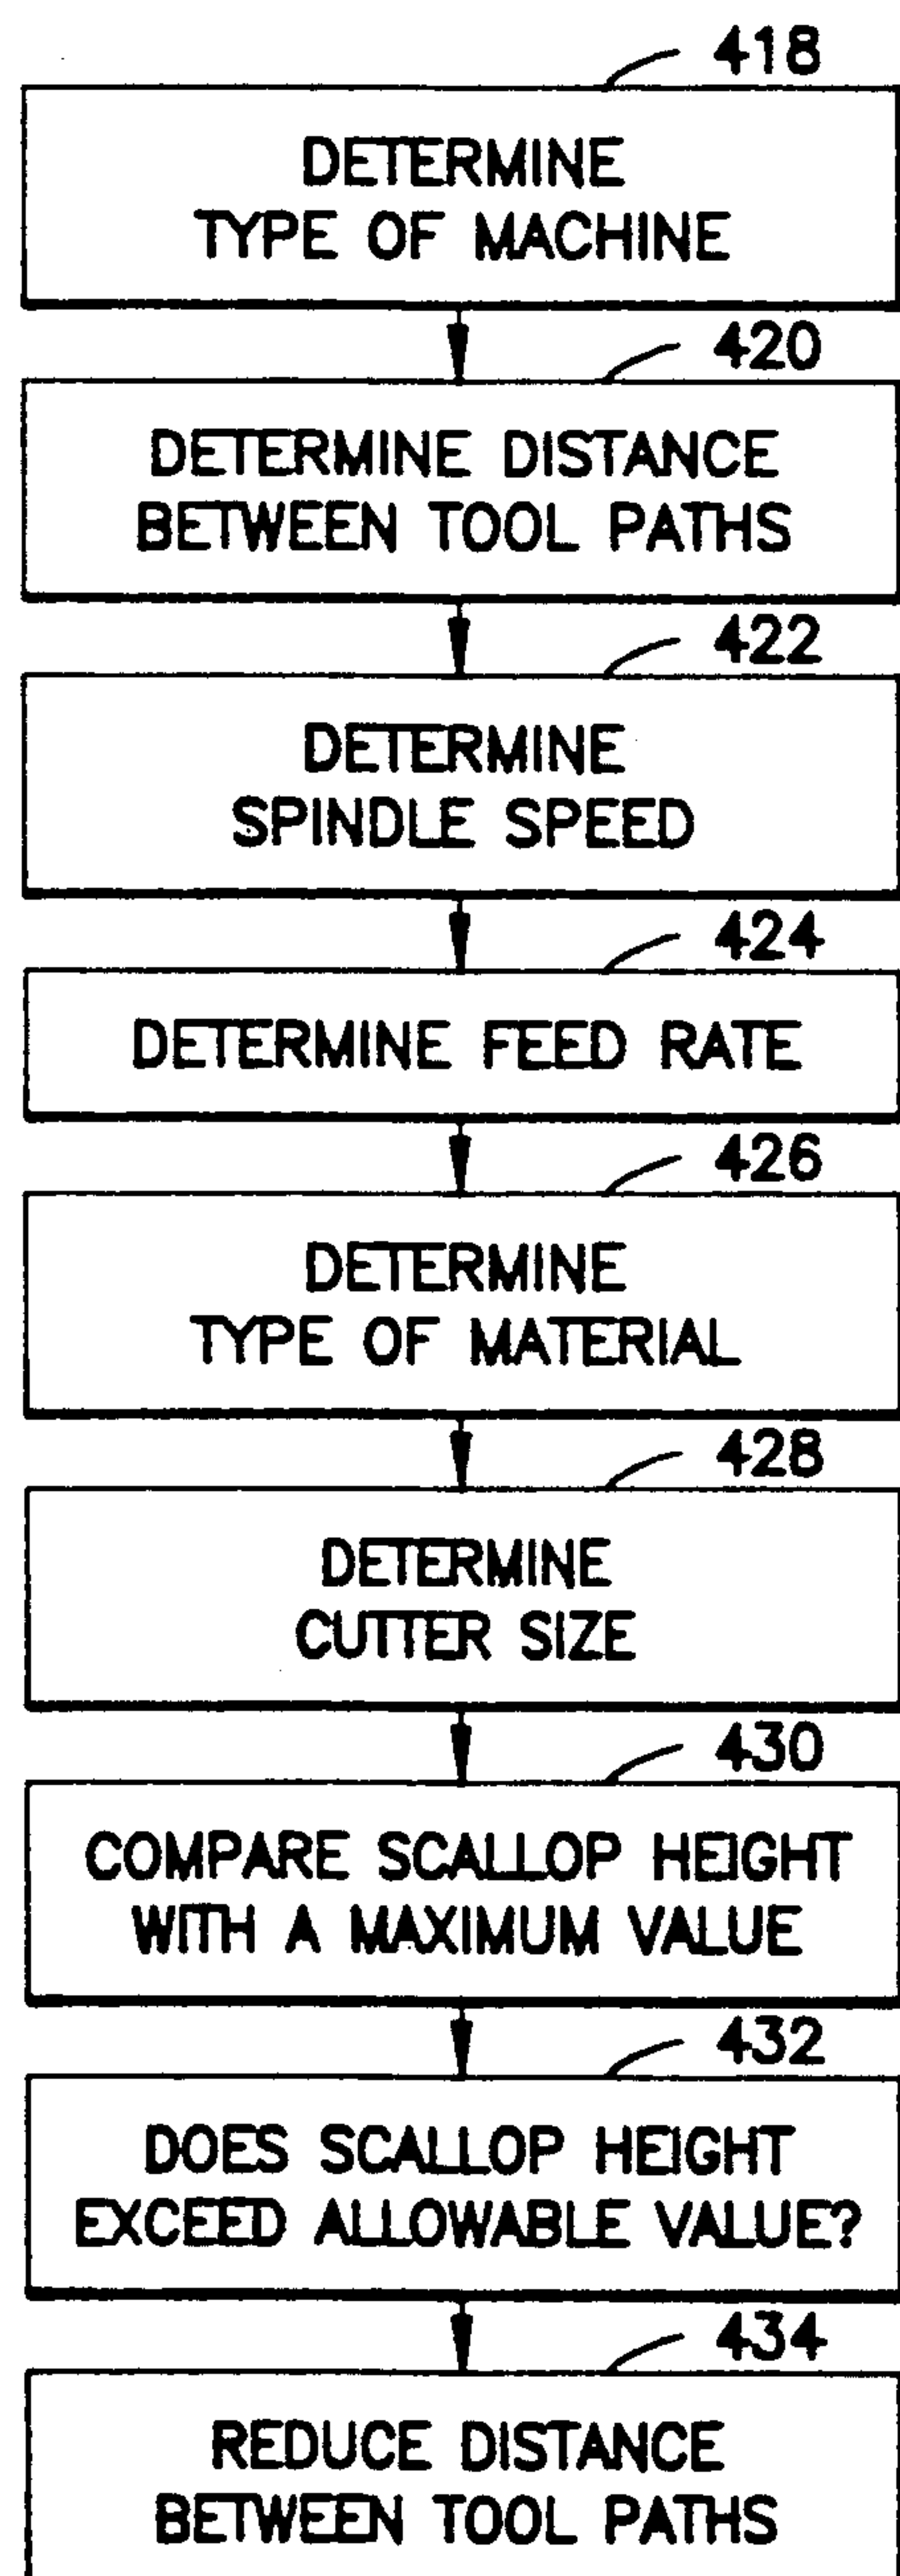 418
DETERMINE
TYPE OF MACHINE
420
DETERMINE DISTANCE
BETWEEN TOOL PATHS
422
DETERMINE
SPINDLE SPEED
424
DETERMINE FEED RATE
426
DETERMINE
TYPE OF MATERIAL
428
DETERMINE
CUTTER SIZE
430
COMPARE SCALLOP HEIGHT
WITH A MAXIMUM VALUE
432
DOES SCALLOP HEIGHT
EXCEED ALLOWABLE VALUE?
434
REDUCE DISTANCE
BETWEEN TOOL PATHS